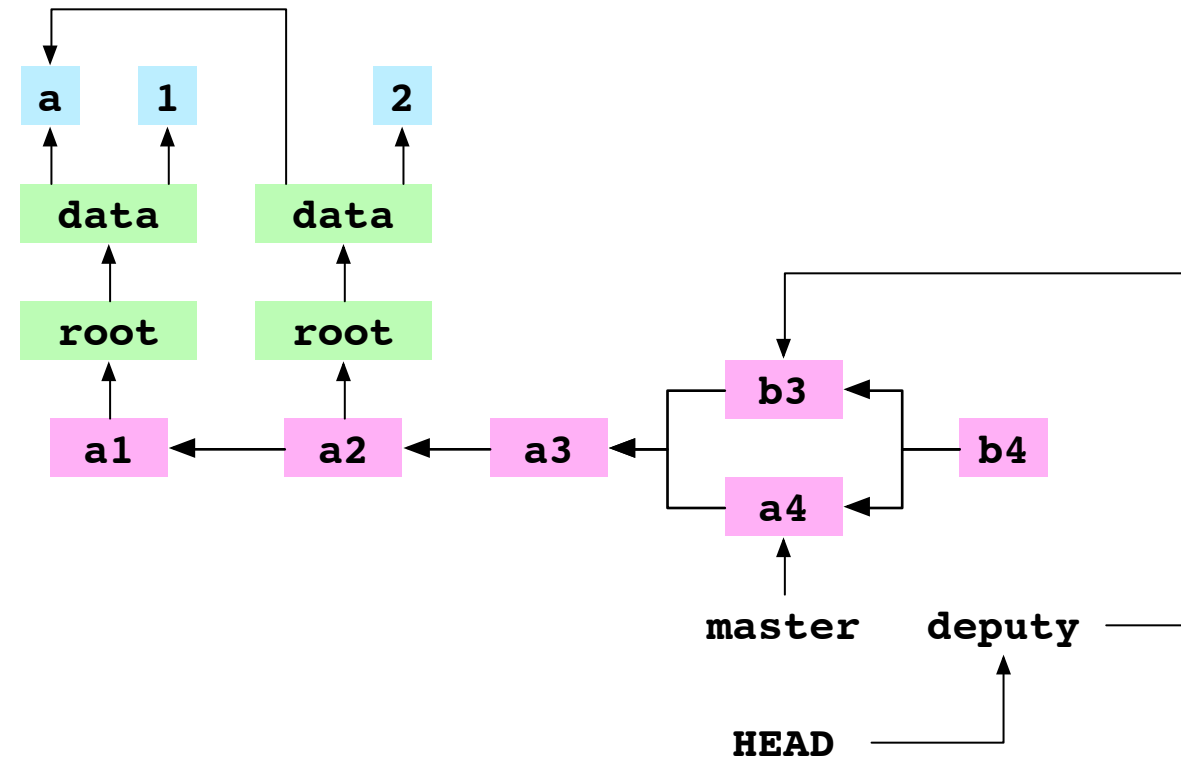 a 1 2
data data
root root
b3
a1 a2 a3 b4
a4
master deputy
HEAD